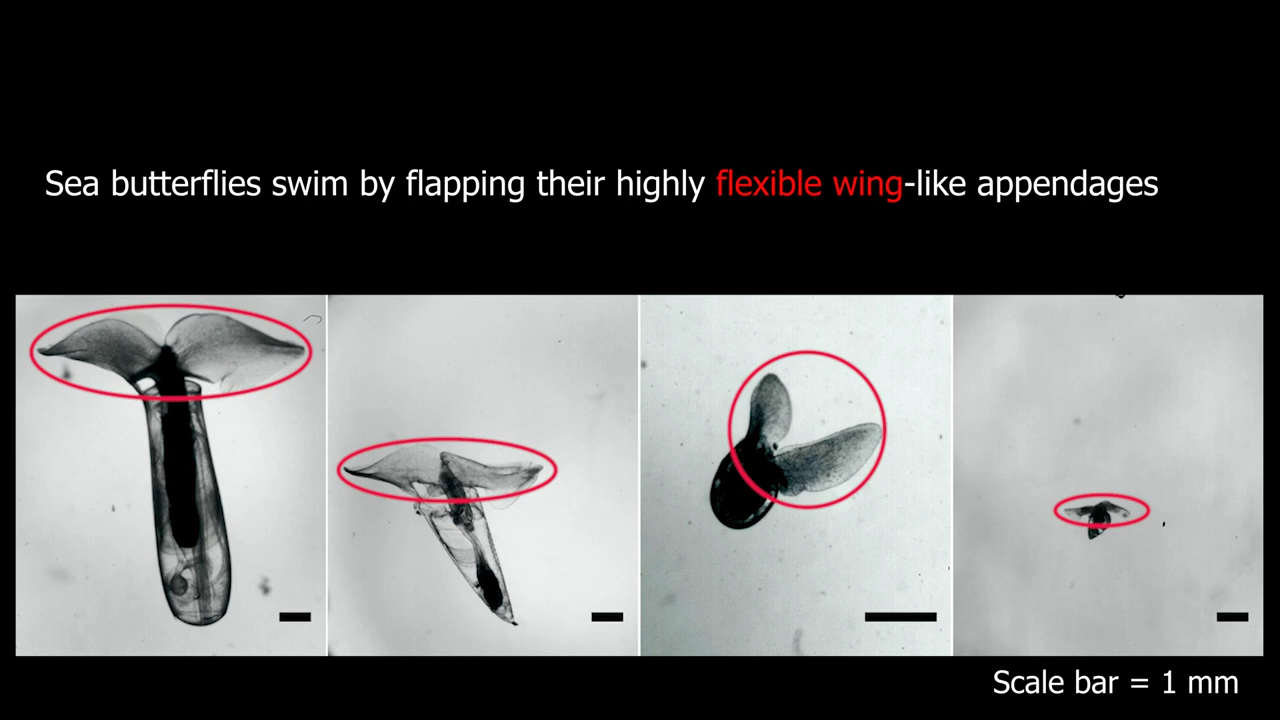 Sea butterflies swim by flapping their highly flexible wing-like appendages
Scale bar = 1 mm